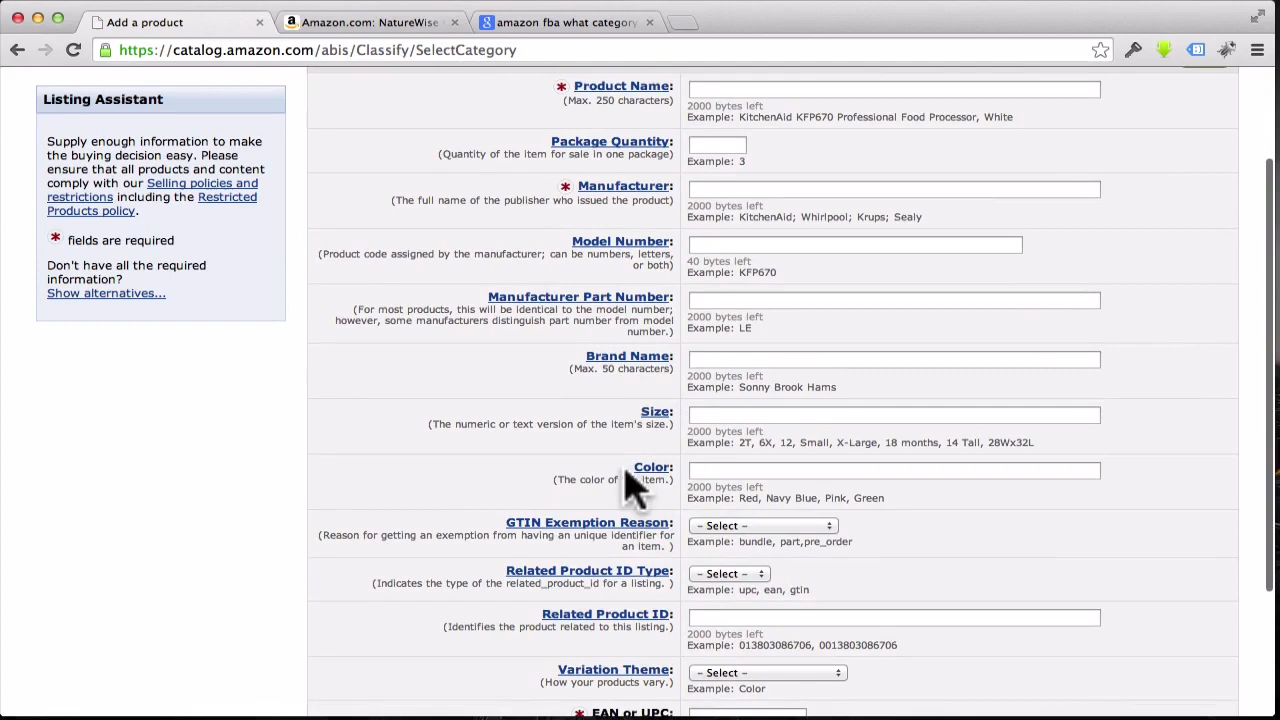 Add a product
Amazon.com: NatureWise
amazon fba what category
https://catalog.amazon.com/abis/Classify/SelectCategory
Listing Assistant
Supply enough information to make
the buying decision easy. Please
ensure that all products and content
comply with our Selling policies and
restrictions including the Restricted
Products policy.
* fields are required
Don't have all the required
information?
Show alternatives...
* Product Name:
(Max. 250 characters)
2000 bytes left
Example: KitchenAid KFP670 Professional Food Processor, White
Package Quantity:
(Quantity of the item for sale in one package)
Example: 3
* Manufacturer:
(The full name of the publisher who issued the product)
2000 bytes left
Example: KitchenAid; Whirlpool; Krups; Sealy
Model Number:
(Product code assigned by the manufacturer; can be numbers, letters,
or both)
40 bytes left
Example: KFP670
Manufacturer Part Number:
(For most products, this will be identical to the model number;
however, some manufacturers distinguish part number from model
number.)
2000 bytes left
Example: LE
Brand Name:
(Max. 50 characters)
2000 bytes left
Example: Sonny Brook Hams
Size:
(The numeric or text version of the item's size.)
2000 bytes left
Example: 2T, 6X, 12, Small, X-Large, 18 months, 14 Tall, 28Wx32L
Color:
(The color of item.)
2000 bytes left
Example: Red, Navy Blue, Pink, Green
GTIN Exemption Reason:
(Reason for getting an exemption from having an unique identifier for
an item. )
– Select –
Example: bundle, part,pre_order
Related Product ID Type:
(Indicates the type of the related_product_id for a listing. )
– Select –
Example: upc, ean, gtin
Related Product ID:
(Identifies the product related to this listing.)
2000 bytes left
Example: 013803086706, 0013803086706
Variation Theme:
(How your products vary.)
– Select –
Example: Color
* EAN or UPC: